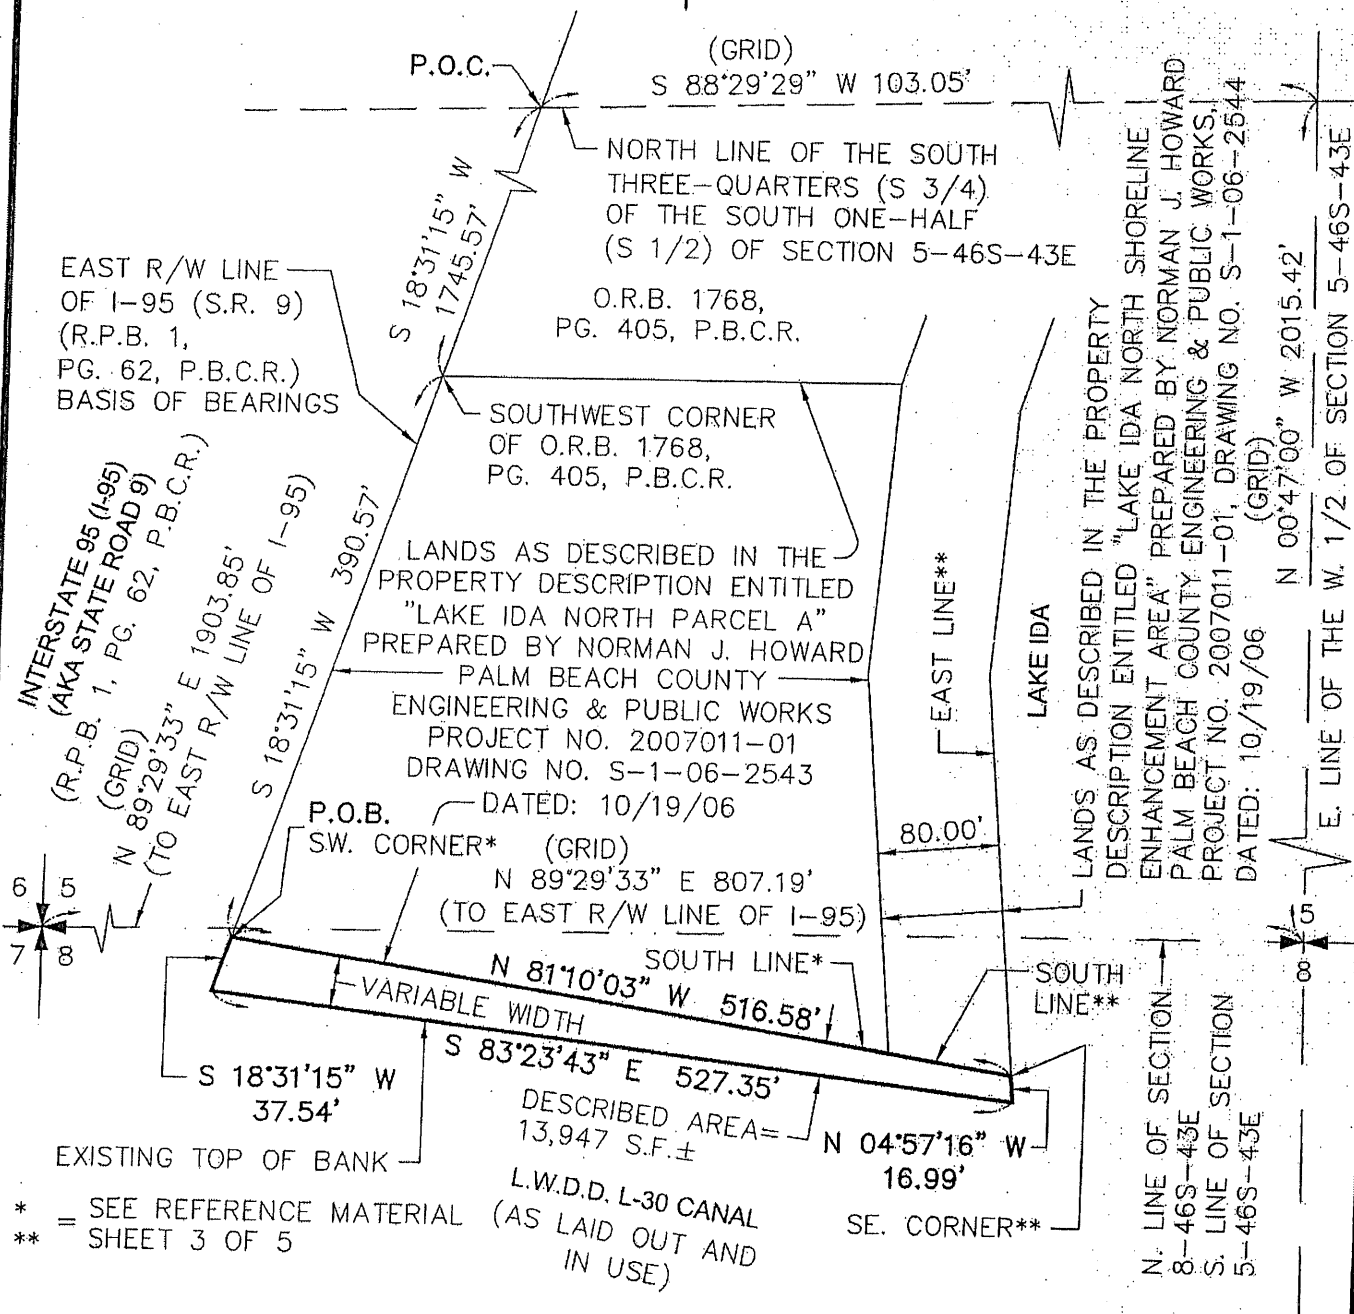 P.O.C.
(GRID)
S 88°29'29" W 103.05'
NORTH LINE OF THE SOUTH
THREE-QUARTERS (S 3/4)
OF THE SOUTH ONE-HALF
(S 1/2) OF SECTION 5-46S-43E
O.R.B. 1768,
PG. 405, P.B.C.R.
S 18°31'15" W
1745.57'
EAST R/W LINE
OF I-95 (S.R. 9)
(R.P.B. 1,
PG. 62, P.B.C.R.)
BASIS OF BEARINGS
SOUTHWEST CORNER
OF O.R.B. 1768,
PG. 405, P.B.C.R.
INTERSTATE 95 (I-95)
(AKA STATE ROAD 9)
(R.P.B. 1, PG. 62, P.B.C.R.)
(GRID)
N 89°29'33" E 1903.85'
(TO EAST R/W LINE OF I-95)
S 18°31'15" W 390.57'
LANDS AS DESCRIBED IN THE
PROPERTY DESCRIPTION ENTITLED
"LAKE IDA NORTH PARCEL A"
PREPARED BY NORMAN J. HOWARD
PALM BEACH COUNTY
ENGINEERING & PUBLIC WORKS
PROJECT NO. 2007011-01
DRAWING NO. S-1-06-2543
DATED: 10/19/06
EAST LINE**
LAKE IDA
80.00'
LANDS AS DESCRIBED IN THE PROPERTY
DESCRIPTION ENTITLED "LAKE IDA NORTH SHORELINE
ENHANCEMENT AREA" PREPARED BY NORMAN J. HOWARD
PALM BEACH COUNTY ENGINEERING & PUBLIC WORKS,
PROJECT NO. 2007011-01, DRAWING NO. S-1-06-2544
DATED: 10/19/06
(GRID)
N 00°47'00" W 2015.42'
E. LINE OF THE W. 1/2 OF SECTION 5-46S-43E
P.O.B.
SW. CORNER*
(GRID)
N 89°29'33" E 807.19'
(TO EAST R/W LINE OF I-95)
6 5
7 8
5
8
SOUTH LINE*
SOUTH
LINE**
N 81°10'03" W 516.58'
VARIABLE WIDTH
S 83°23'43" E 527.35'
S 18°31'15" W
37.54'
DESCRIBED AREA=
13,947 S.F.±
N 04°57'16" W
16.99'
EXISTING TOP OF BANK
L.W.D.D. L-30 CANAL
(AS LAID OUT AND
IN USE)
SE. CORNER**
N. LINE OF SECTION
8-46S-43E
S. LINE OF SECTION
5-46S-43E
* = SEE REFERENCE MATERIAL
** SHEET 3 OF 5